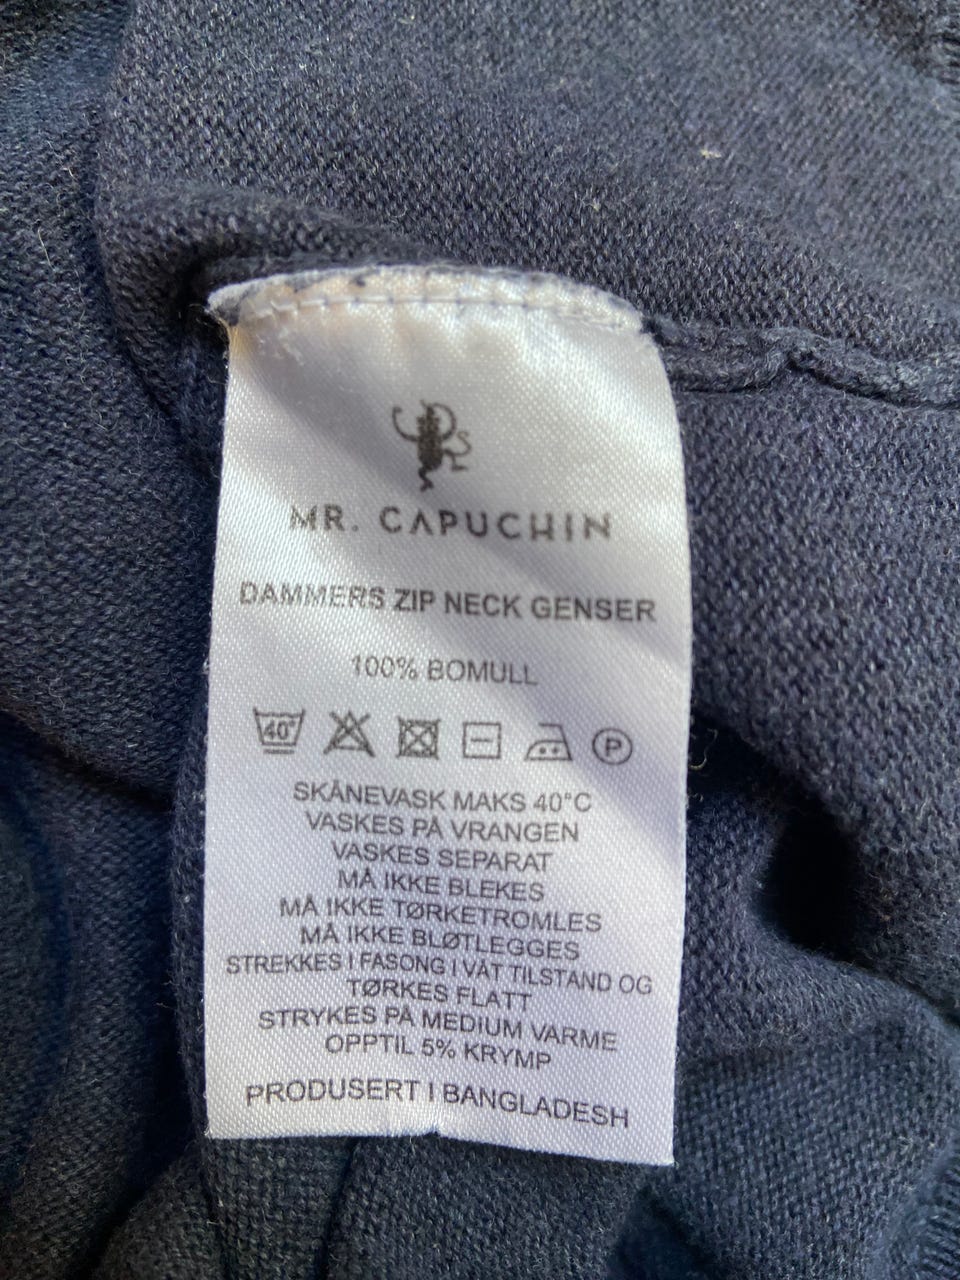 MR. CAPUCHIN
DAMMERS ZIP NECK GENSER
100% BOMULL
40° P
SKÅNEVASK MAKS 40°C
VASKES PÅ VRANGEN
VASKES SEPARAT
MÅ IKKE BLEKES
MÅ IKKE TØRKETROMLES
MÅ IKKE BLØTLEGGES
STREKKES I FASONG I VÅT TILSTAND OG
TØRKES FLATT
STRYKES PÅ MEDIUM VARME
OPPTIL 5% KRYMP
PRODUSERT I BANGLADESH